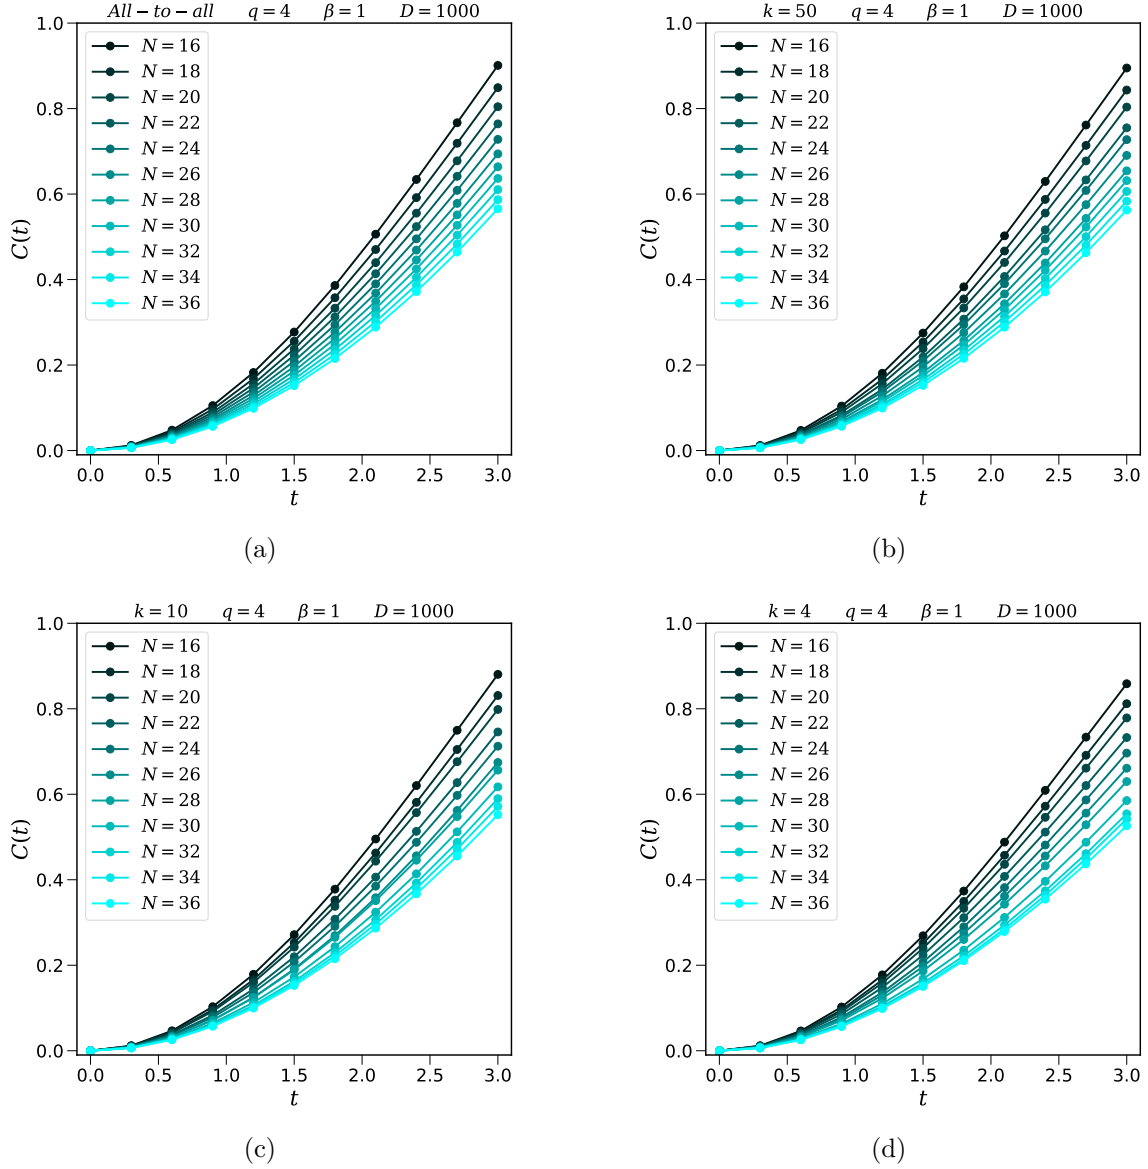 All − to − all q = 4 β = 1 D = 1000
1.0
0.8
0.6
0.4
0.2
0.0
C(t)
N = 16
N = 18
N = 20
N = 22
N = 24
N = 26
N = 28
N = 30
N = 32
N = 34
N = 36
0.0 0.5 1.0 1.5 2.0 2.5 3.0
t
(a)
k = 50 q = 4 β = 1 D = 1000
1.0
0.8
0.6
0.4
0.2
0.0
C(t)
N = 16
N = 18
N = 20
N = 22
N = 24
N = 26
N = 28
N = 30
N = 32
N = 34
N = 36
0.0 0.5 1.0 1.5 2.0 2.5 3.0
t
(b)
k = 10 q = 4 β = 1 D = 1000
1.0
0.8
0.6
0.4
0.2
0.0
C(t)
N = 16
N = 18
N = 20
N = 22
N = 24
N = 26
N = 28
N = 30
N = 32
N = 34
N = 36
0.0 0.5 1.0 1.5 2.0 2.5 3.0
t
(c)
k = 4 q = 4 β = 1 D = 1000
1.0
0.8
0.6
0.4
0.2
0.0
C(t)
N = 16
N = 18
N = 20
N = 22
N = 24
N = 26
N = 28
N = 30
N = 32
N = 34
N = 36
0.0 0.5 1.0 1.5 2.0 2.5 3.0
t
(d)